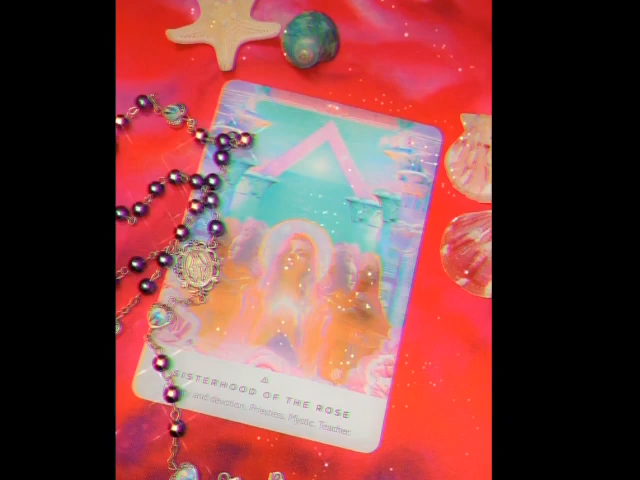 SISTERHOOD OF THE ROSE
and devotion. Priestess. Mystic. Teacher.